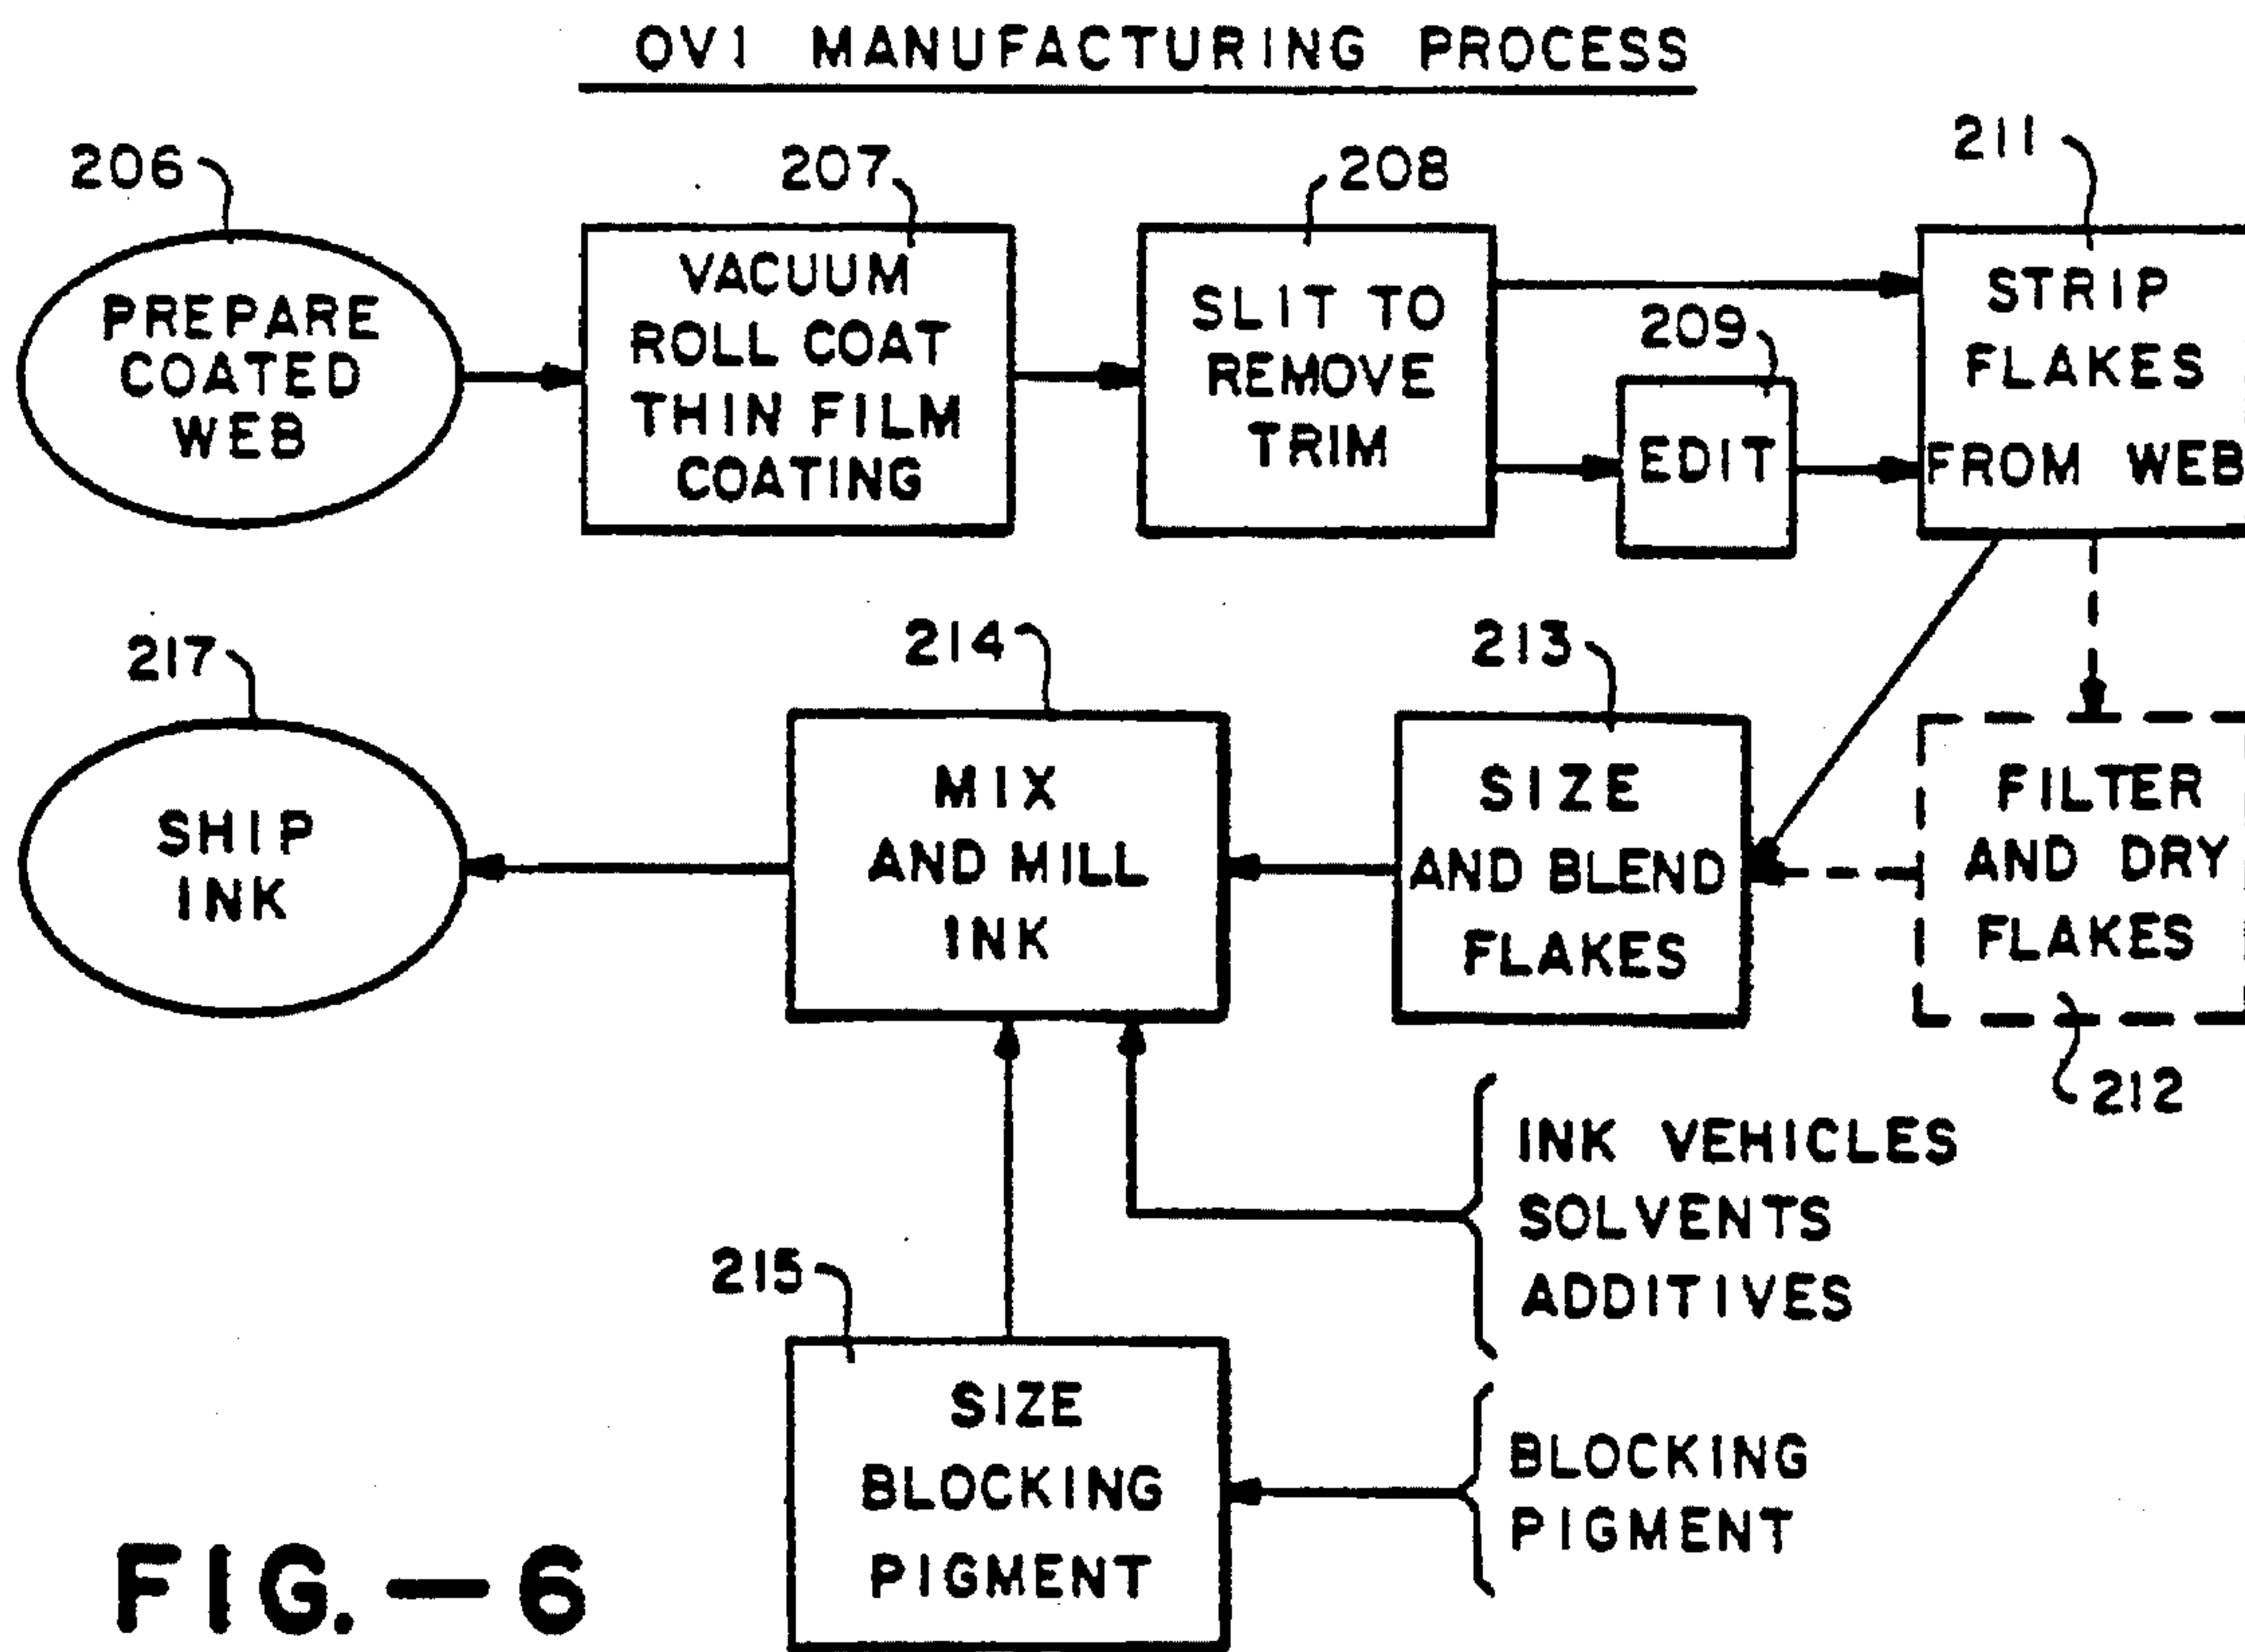 OV1 MANUFACTURING PROCESS
206
PREPARE
COATED
WEB
207
VACUUM
ROLL COAT
THIN FILM
COATING
208
SLIT TO
REMOVE
TRIM
209
EDIT
211
STRIP
FLAKES
FROM WEB
217
SHIP
INK
214
MIX
AND MILL
INK
213
SIZE
AND BLEND
FLAKES
FILTER
AND DRY
FLAKES
212
INK VEHICLES
SOLVENTS
ADDITIVES
215
SIZE
BLOCKING
PIGMENT
BLOCKING
PIGMENT
FIG.-6